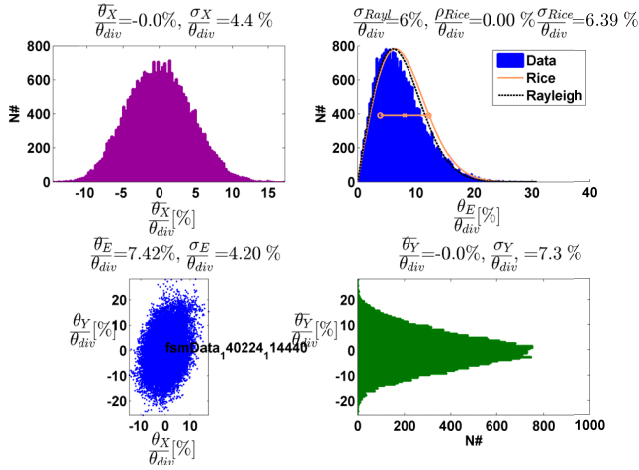 θ̅X/θdiv=-0.0%, σX/θdiv=4.4 %
σRayl/θdiv=6%, ρRice/θdiv=0.00 % σRice/θdiv=6.39 %
800
600
400
200
0
N#
-10 -5 0 5 10 15
θ̅X/θdiv[%]
800
600
400
200
0
N#
Data
Rice
Rayleigh
0 10 20 30 40
θE/θdiv[%]
θ̅E/θdiv=7.42%, σE/θdiv=4.20 %
θ̅Y/θdiv=-0.0%, σY/θdiv, =7.3 %
20
10
0
-10
-20
θY/θdiv[%]
fsmData140224114440
-10 0 10
θX/θdiv[%]
20
10
0
-10
-20
θ̅Y/θdiv[%]
0 200 400 600 800 1000
N#